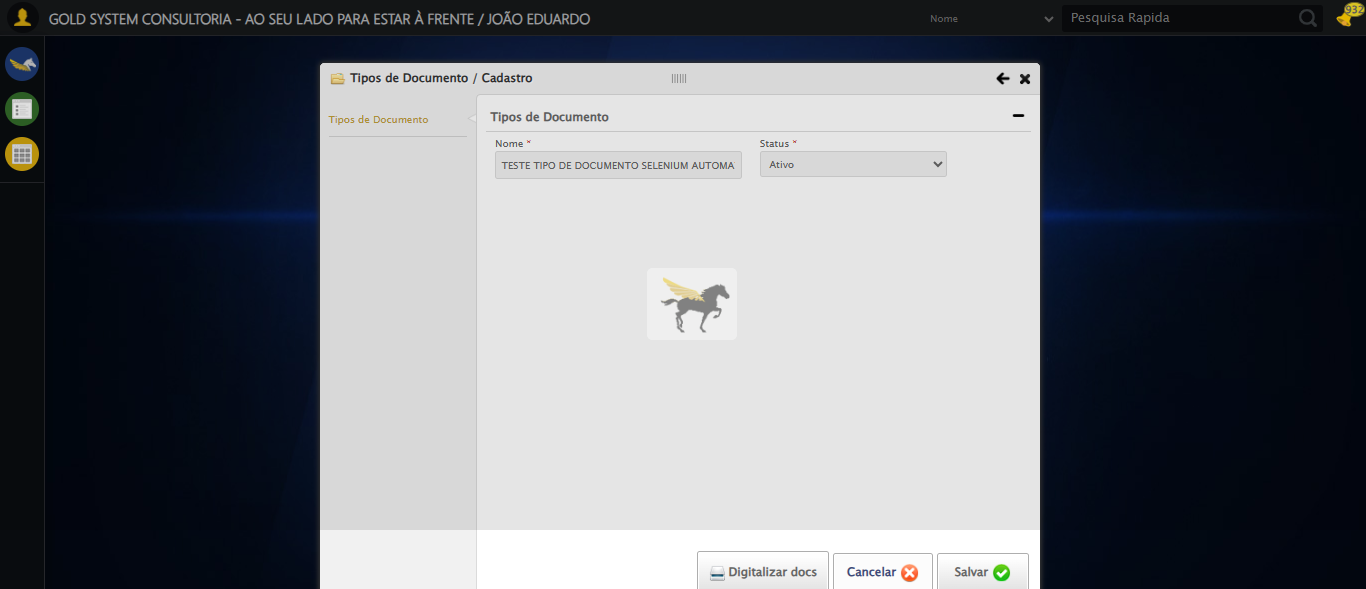 GOLD SYSTEM CONSULTORIA - AO SEU LADO PARA ESTAR À FRENTE / JOÃO EDUARDO
Nome
Pesquisa Rapida
932
Tipos de Documento / Cadastro
Tipos de Documento
Tipos de Documento
Nome *
Status *
TESTE TIPO DE DOCUMENTO SELENIUM AUTOMA
Ativo
Digitalizar docs
Cancelar
Salvar